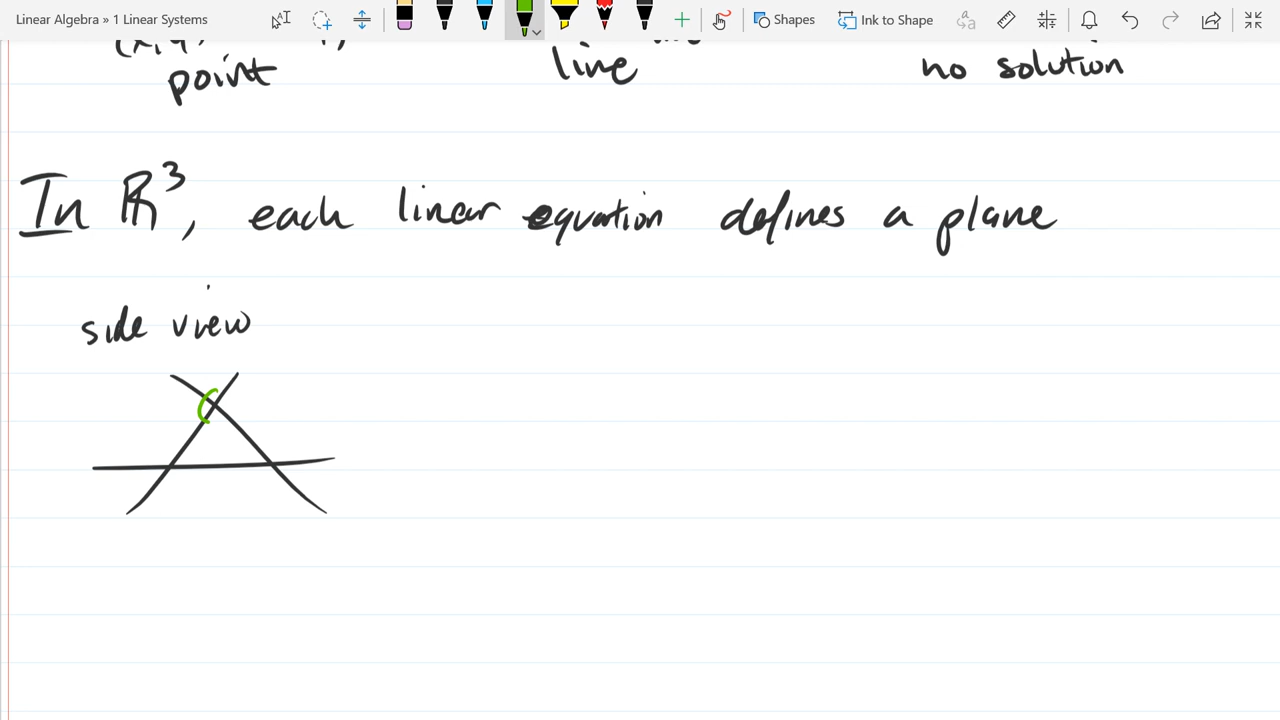 Linear Algebra » 1 Linear Systems
Shapes
Ink to Shape
point
line
no solution
In ℝ³, each linear equation defines a plane
side view